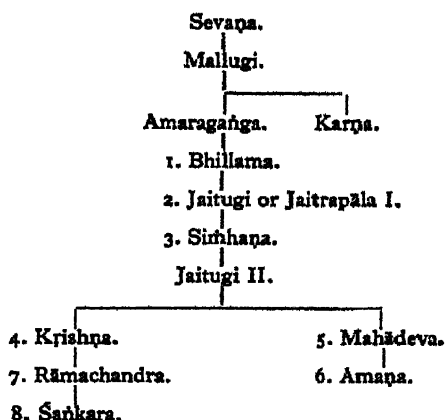 Sevaṇa.
Mallugi.
Amaragaṅga. Karṇa.
1. Bhillama.
2. Jaitugi or Jaitrapāla I.
3. Siṁhaṇa.
Jaitugi II.
4. Kṛishṇa. 5. Mahādeva.
7. Rāmachandra. 6. Amaṇa.
8. Śaṅkara.